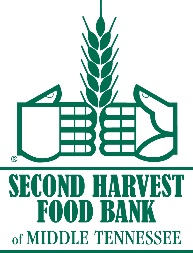 ®
SECOND HARVEST
FOOD BANK
of MIDDLE TENNESSEE